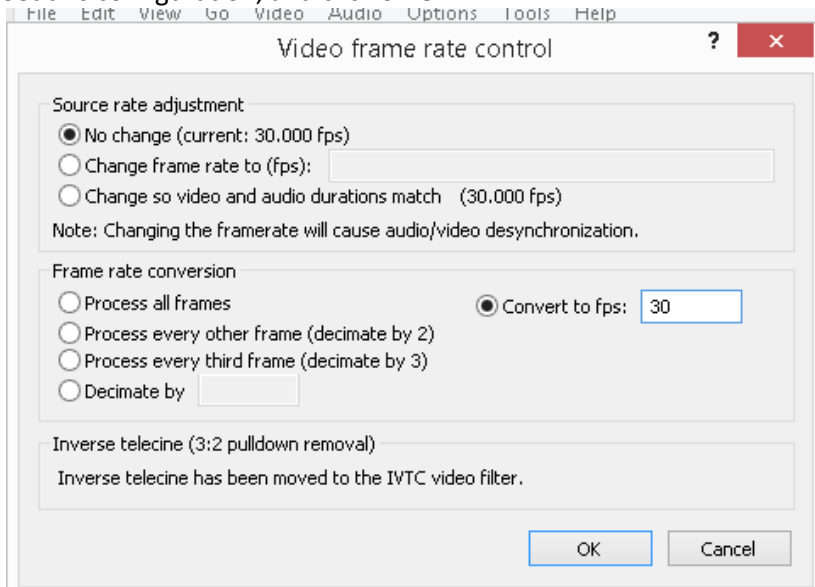 File Edit View Go Video Audio Options Tools Help
Video frame rate control ? ×
Source rate adjustment
No change (current: 30.000 fps)
Change frame rate to (fps):
Change so video and audio durations match (30.000 fps)
Note: Changing the framerate will cause audio/video desynchronization.
Frame rate conversion
Process all frames Convert to fps: 30
Process every other frame (decimate by 2)
Process every third frame (decimate by 3)
Decimate by
Inverse telecine (3:2 pulldown removal)
Inverse telecine has been moved to the IVTC video filter.
OK Cancel